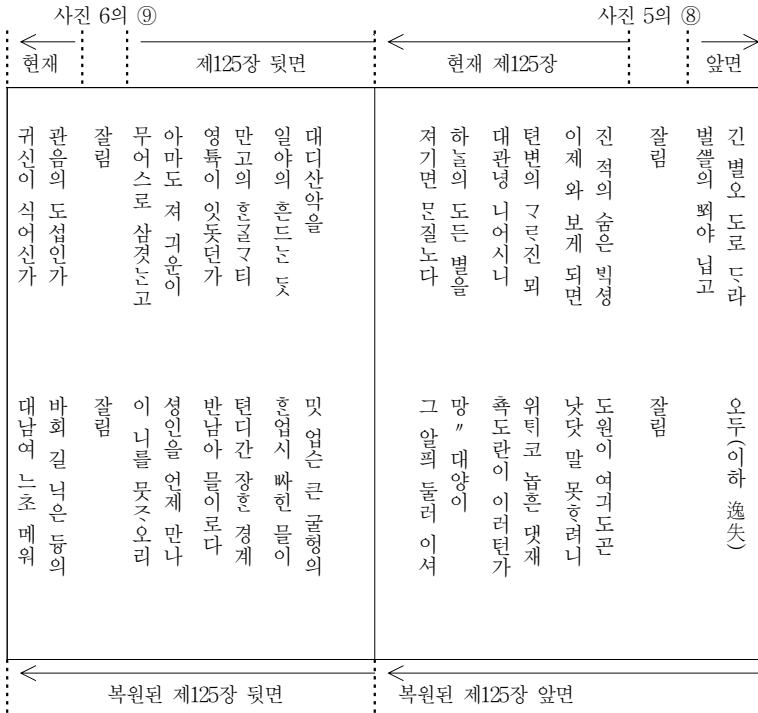 사진 6의 ⑨
사진 5의 ⑧
현재
제125장 뒷면
현재 제125장
앞면
긴 별오 도로 ᄃᆞ라
오두(이하 逸失)
벌쁠의 ᄧᅬ야 닙고
잘림
잘림
진 적의 숨은 빅셩
도원이 여긔도곤
이제 와 보게 되면
낫닷 말 못ᄒᆞ려니
텬변의 ᄀᆞᄅᆞ진 뫼
위틱코 놉흔 댓재
대관녕 니어시니
쵹도란이 이러턴가
하ᄂᆞᆯ의 도든 별을
망〃 대양이
져기면 ᄆᆞᆫ질노다
그 알픠 둘러 이셔
대디산악을
밋 업슨 큰 굴헝의
일야의 흔드ᄂᆞᆫ 듯
ᄒᆞᆫ업시 ᄡᅡ힌 믈이
만고의 ᄒᆞᆫᄀᆞᆯᄀᆞ티
텬디간 장ᄒᆞᆫ 경계
영튝이 잇돗던가
반남아 믈이로다
아마도 져 긔운이
셩인을 언제 만나
무어스로 삼겻ᄂᆞᆫ고
이 니를 뭇ᄌᆞ오리
잘림
잘림
관음의 도섭인가
바회 길 닉은 듕의
귀신이 식어신가
대남여 느초 메워
복원된 제125장 뒷면
복원된 제125장 앞면